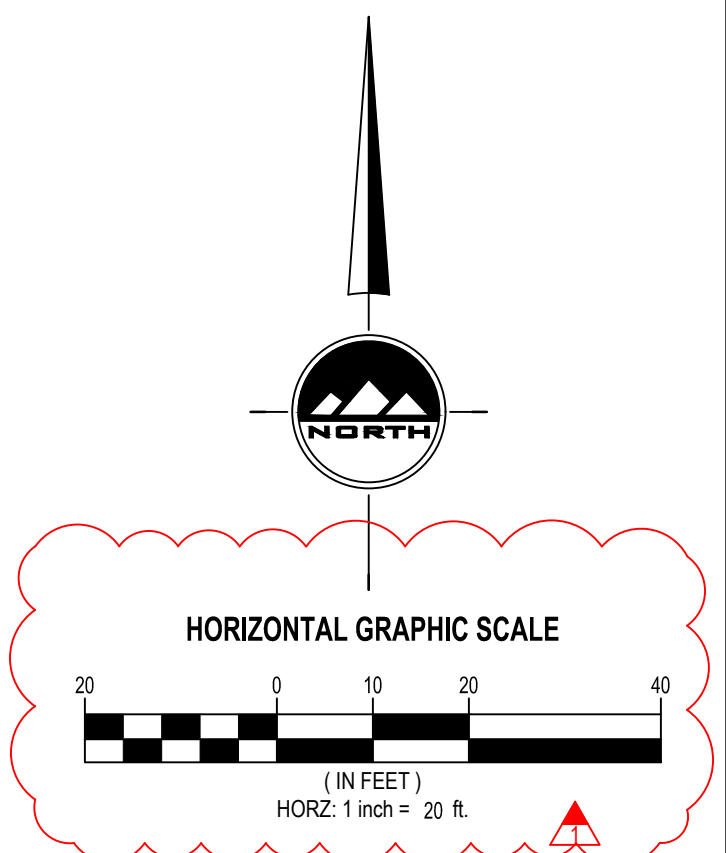 NORTH
HORIZONTAL GRAPHIC SCALE
20 0 10 20 40
( IN FEET )
HORZ: 1 inch = 20 ft.
1